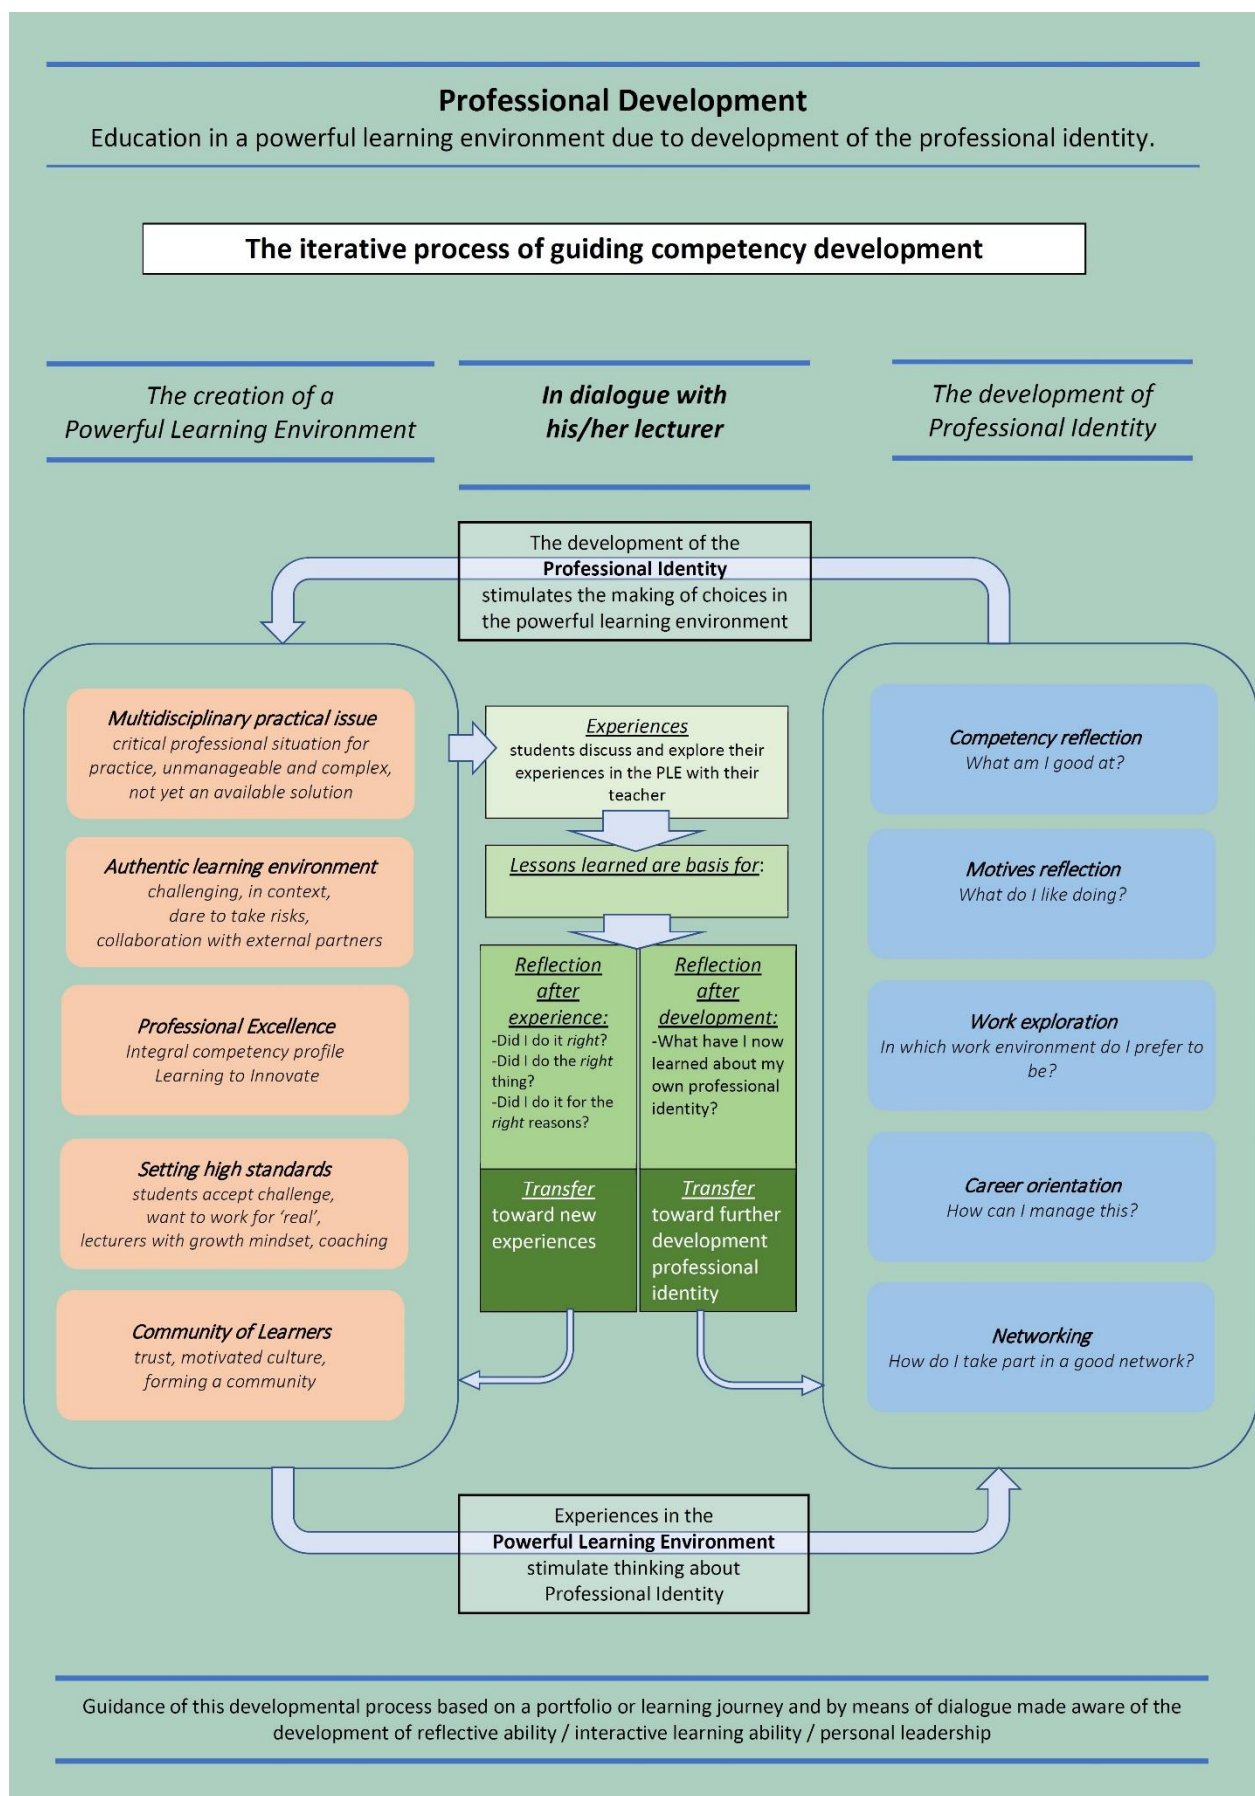 Professional Development
Education in a powerful learning environment due to development of the professional identity.
The iterative process of guiding competency development
The creation of a
Powerful Learning Environment
In dialogue with
his/her lecturer
The development of
Professional Identity
The development of the
Professional Identity
stimulates the making of choices in
the powerful learning environment
Multidisciplinary practical issue
critical professional situation for
practice, unmanageable and complex,
not yet an available solution
Authentic learning environment
challenging, in context,
dare to take risks,
collaboration with external partners
Professional Excellence
Integral competency profile
Learning to Innovate
Setting high standards
students accept challenge,
want to work for ‘real’,
lecturers with growth mindset, coaching
Community of Learners
trust, motivated culture,
forming a community
Experiences
students discuss and explore their
experiences in the PLE with their
teacher
Lessons learned are basis for:
Reflection
after
experience:
-Did I do it right?
-Did I do the right
thing?
-Did I do it for the
right reasons?
Transfer
toward new
experiences
Reflection
after
development:
-What have I now
learned about my
own professional
identity?
Transfer
toward further
development
professional
identity
Competency reflection
What am I good at?
Motives reflection
What do I like doing?
Work exploration
In which work environment do I prefer to
be?
Career orientation
How can I manage this?
Networking
How do I take part in a good network?
Experiences in the
Powerful Learning Environment
stimulate thinking about
Professional Identity
Guidance of this developmental process based on a portfolio or learning journey and by means of dialogue made aware of the
development of reflective ability / interactive learning ability / personal leadership